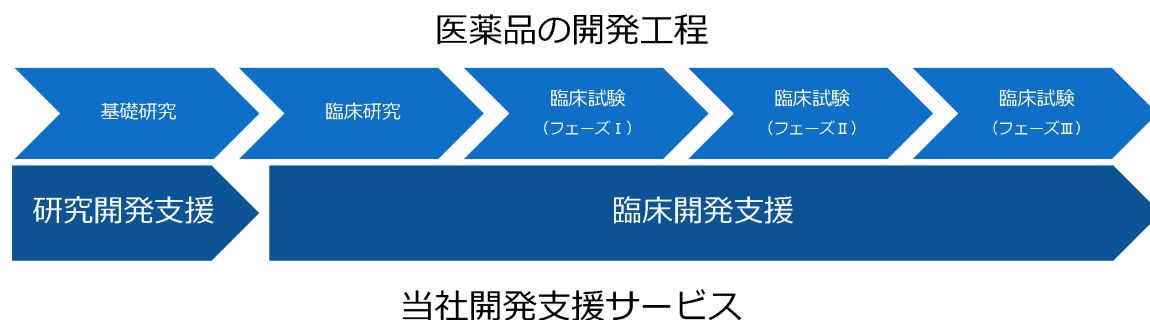 医薬品の開発工程
基礎研究
臨床研究
臨床試験
（フェーズⅠ）
臨床試験
（フェーズⅡ）
臨床試験
（フェーズⅢ）
研究開発支援
臨床開発支援
当社開発支援サービス